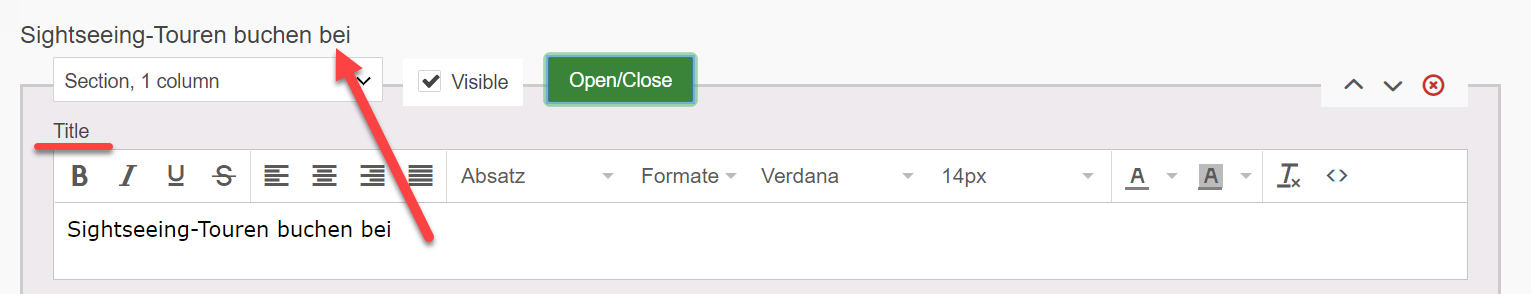 Sightseeing-Touren buchen bei
Section, 1 column Visible Open/Close
Title
B I U S Absatz Formate Verdana 14px A A Tx <>
Sightseeing-Touren buchen bei